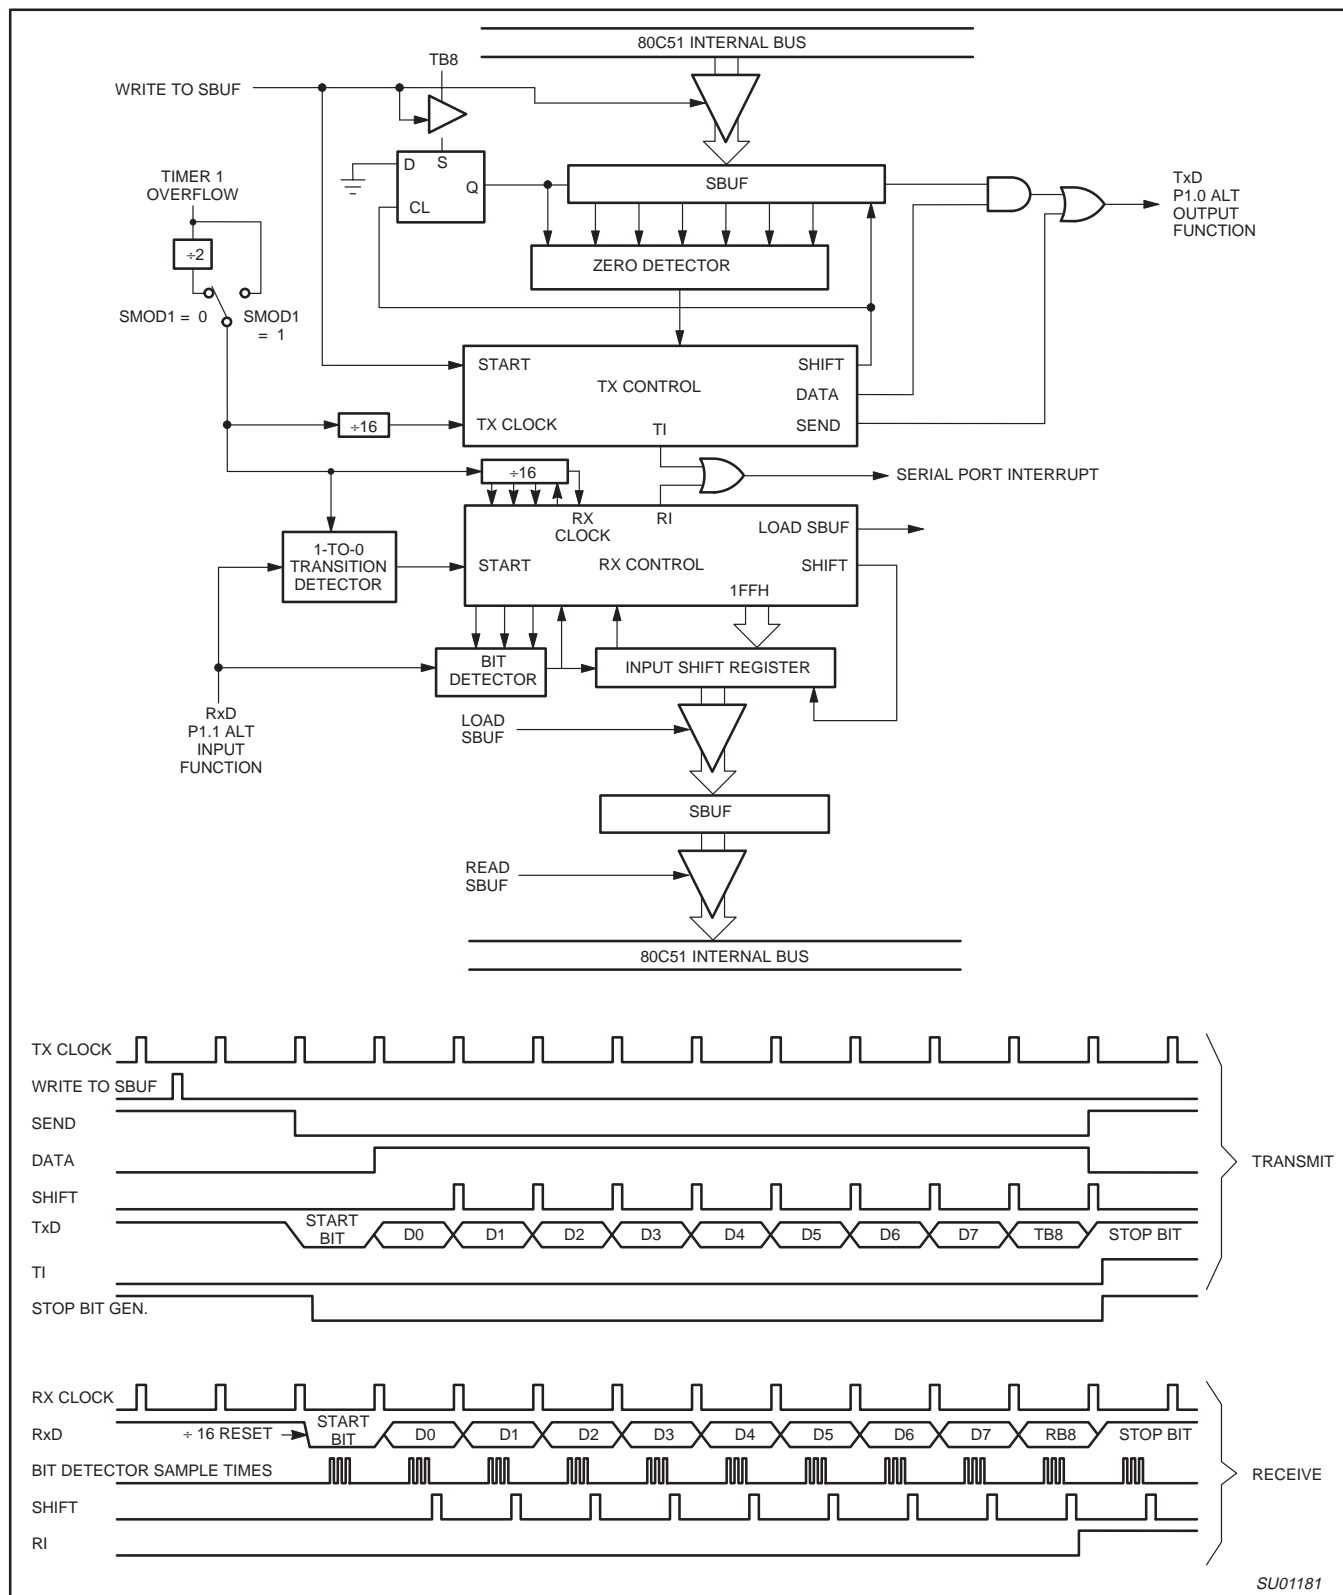 80C51 INTERNAL BUS
TB8
WRITE TO SBUF
D
S
Q
CL
SBUF
TxD
P1.0 ALT
OUTPUT
FUNCTION
TIMER 1
OVERFLOW
÷2
ZERO DETECTOR
SMOD1 = 0
SMOD1
= 1
START
SHIFT
TX CONTROL
DATA
÷16
TX CLOCK
TI
SEND
÷16
SERIAL PORT INTERRUPT
RX
CLOCK
RI
LOAD SBUF
1-TO-0
TRANSITION
DETECTOR
START
RX CONTROL
SHIFT
1FFH
BIT
DETECTOR
INPUT SHIFT REGISTER
RxD
P1.1 ALT
INPUT
FUNCTION
LOAD
SBUF
SBUF
READ
SBUF
80C51 INTERNAL BUS
TX CLOCK
WRITE TO SBUF
SEND
DATA
TRANSMIT
SHIFT
TxD
START
BIT
D0
D1
D2
D3
D4
D5
D6
D7
TB8
STOP BIT
TI
STOP BIT GEN.
RX CLOCK
RxD
÷ 16 RESET
START
BIT
D0
D1
D2
D3
D4
D5
D6
D7
RB8
STOP BIT
BIT DETECTOR SAMPLE TIMES
RECEIVE
SHIFT
RI
SU01181